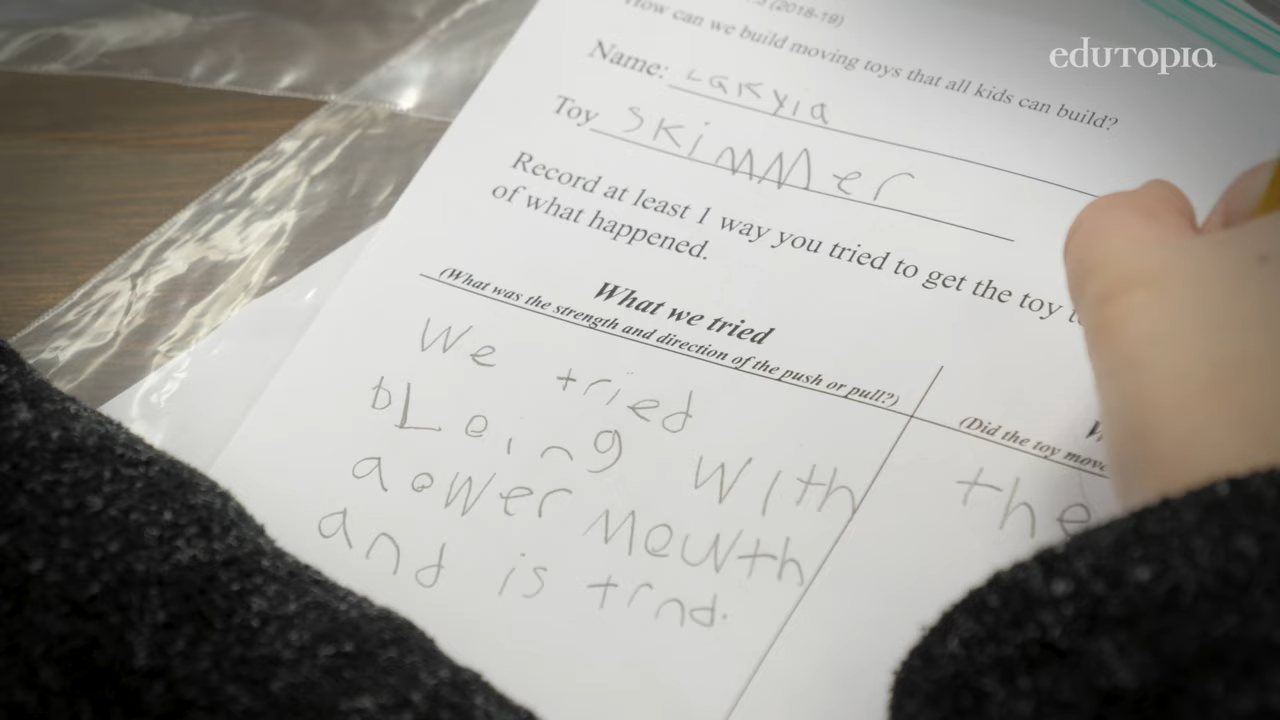 (2018-19)
How can we build moving toys that all kids can build?
edUTOPIA
Name: Lakyia
Toy SKimmer
Record at least 1 way you tried to get the toy
of what happened.
What we tried
(What was the strength and direction of the push or pull?)
(Did the toy move
We tried
bLeing with
the
aower Meuth
and is trnd.